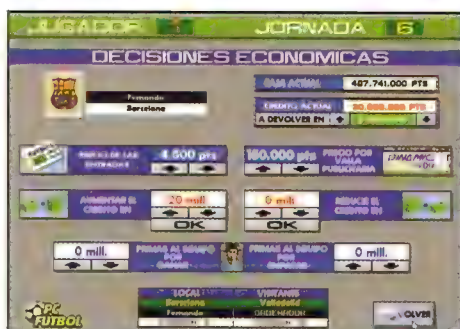 JUGADOR 1 JORNADA 6
DECISIONES ECONOMICAS
CAJA ACTUAL 487.741.000 PTS
Fernando
Barcelona
CREDITO ACTUAL 20.000.000 PTS
A DEVOLVER EN
PRECIO DE LAS ENTRADAS 4.500 pts
150.000 pts PRECIO POR VALLA PUBLICITARIA
AUMENTAR EL CREDITO EN 20 mill.
0 mill. REDUCIR EL CREDITO EN
OK
OK
0 mill. PRIMAS AL EQUIPO POR GANAR
PRIMAS AL EQUIPO POR 0 mill.
LOCAL VISITANTE
Barcelona Valladolid
Fernando ORDENADOR
PC FUTBOL
VOLVER